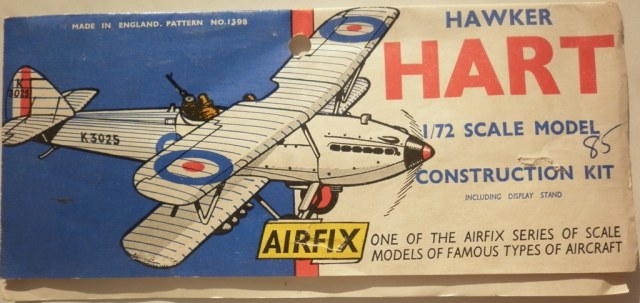 MADE IN ENGLAND. PATTERN NO. 1398
HAWKER
HART
1/72 SCALE MODEL
85
CONSTRUCTION KIT
INCLUDING DISPLAY STAND
K
3025
K3025
AIRFIX
ONE OF THE AIRFIX SERIES OF SCALE
MODELS OF FAMOUS TYPES OF AIRCRAFT